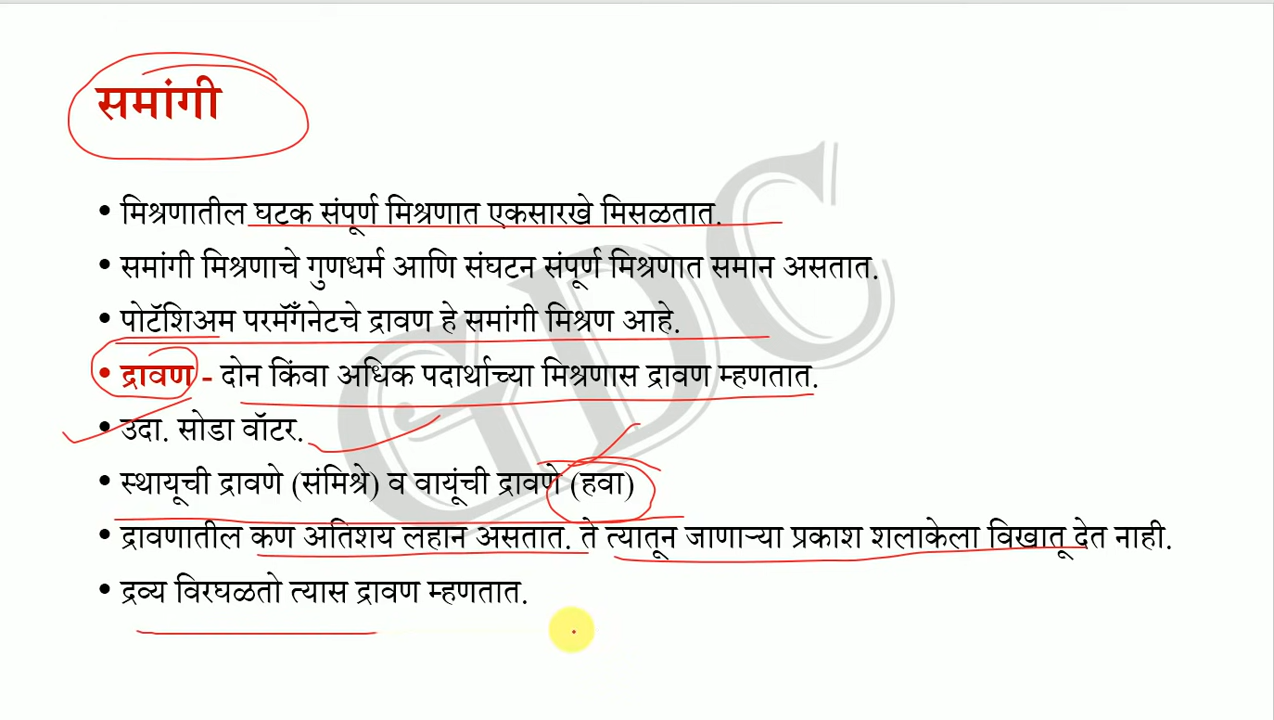 समांगी
• मिश्रणातील घटक संपूर्ण मिश्रणात एकसारखे मिसळतात.
• समांगी मिश्रणाचे गुणधर्म आणि संघटन संपूर्ण मिश्रणात समान असतात.
• पोटॅशिअम परमॅंगनेटचे द्रावण हे समांगी मिश्रण आहे.
• द्रावण - दोन किंवा अधिक पदार्थाच्या मिश्रणास द्रावण म्हणतात.
• उदा. सोडा वॉटर.
• स्थायूची द्रावणे (संमिश्रे) व वायूंची द्रावणे (हवा)
• द्रावणातील कण अतिशय लहान असतात. ते त्यातून जाणाऱ्या प्रकाश शलाकेला विखातू देत नाही.
• द्रव्य विरघळतो त्यास द्रावण म्हणतात.
GDC